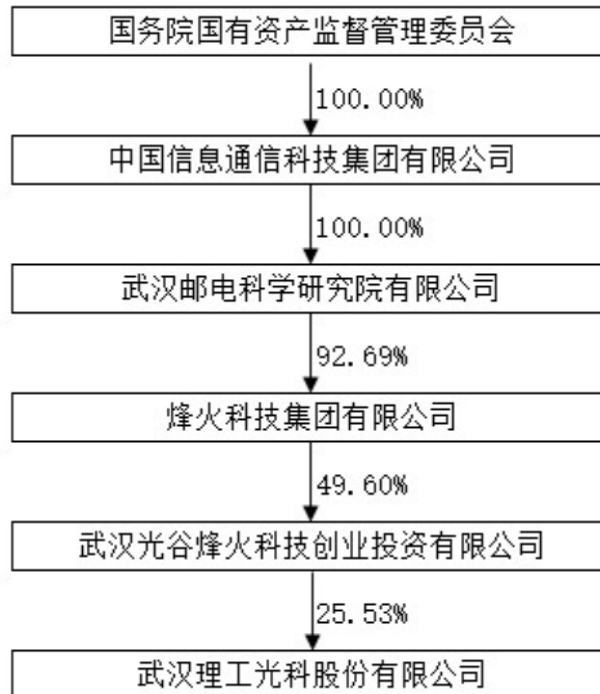 国务院国有资产监督管理委员会
100.00%
中国信息通信科技集团有限公司
100.00%
武汉邮电科学研究院有限公司
92.69%
烽火科技集团有限公司
49.60%
武汉光谷烽火科技创业投资有限公司
25.53%
武汉理工光科股份有限公司